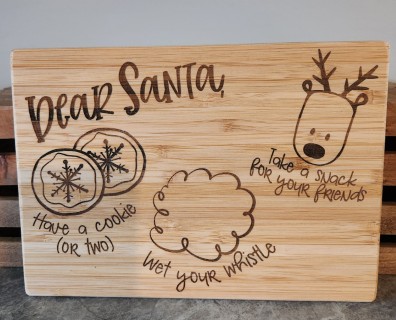 Dear Santa,
Have a cookie
(or two)
Wet your whistle
Take a snack
for your friends